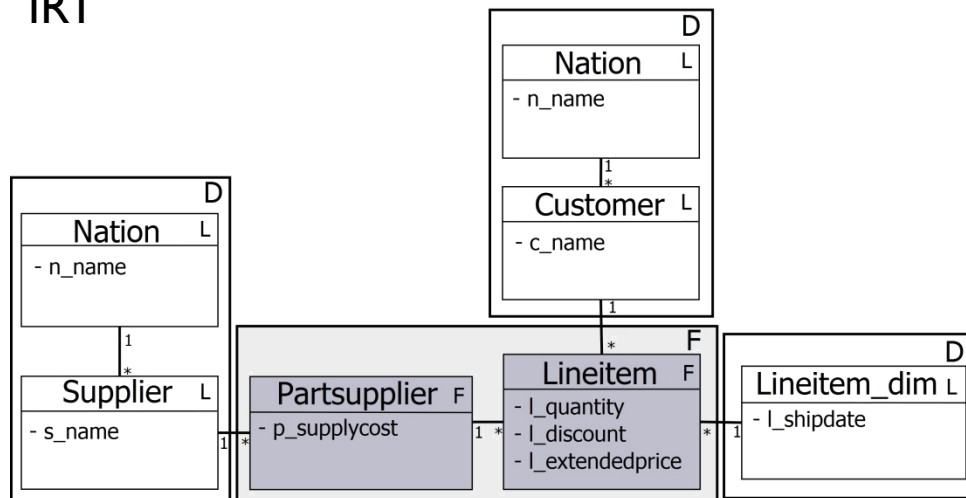 IRT
D
Nation L
- n_name
1
*
Customer L
- c_name
1
*
D
Nation L
- n_name
1
*
Supplier L
- s_name
1 *
F
Partsupplier F
- p_supplycost
1 *
Lineitem F
- l_quantity
- l_discount
- l_extendedprice
* 1
D
Lineitem_dim L
- l_shipdate